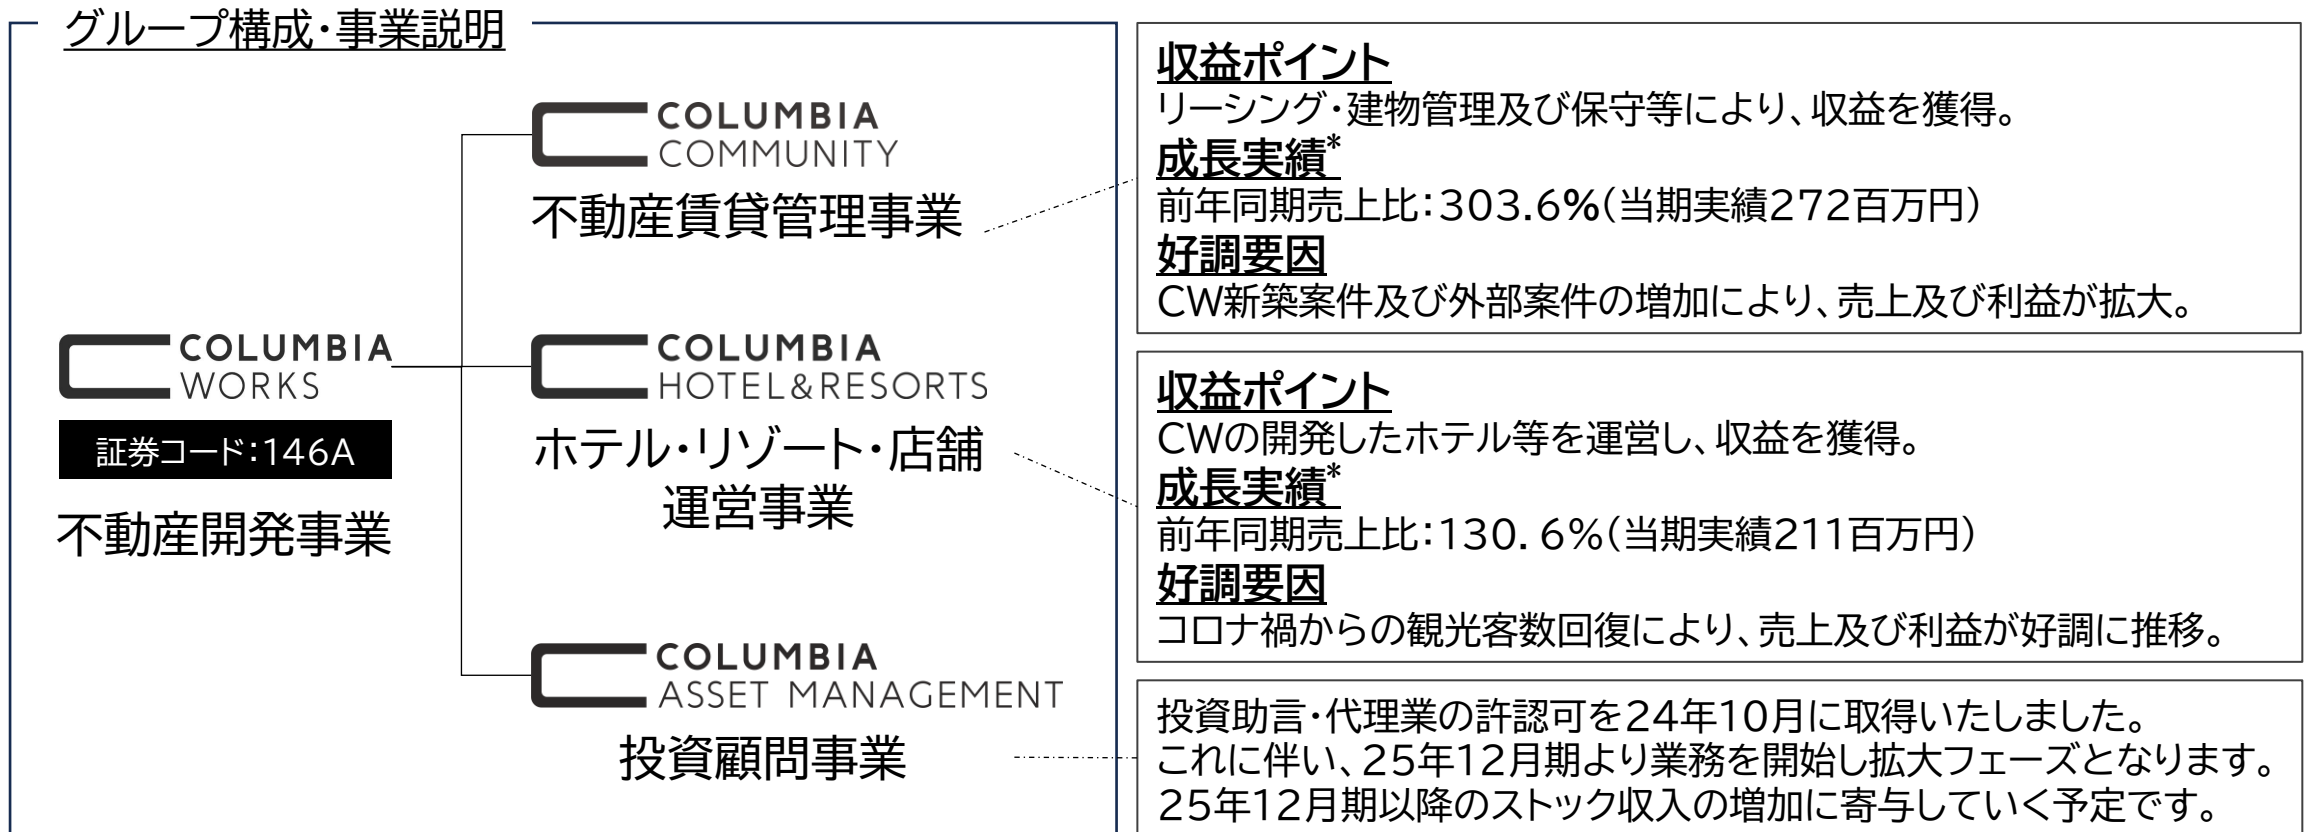 グループ構成・事業説明
COLUMBIA
COMMUNITY
不動産賃貸管理事業
COLUMBIA
WORKS
証券コード：146A
不動産開発事業
COLUMBIA
HOTEL&RESORTS
ホテル・リゾート・店舗
運営事業
COLUMBIA
ASSET MANAGEMENT
投資顧問事業
収益ポイント
リーシング・建物管理及び保守等により、収益を獲得。
成長実績*
前年同期売上比：303.6%（当期実績272百万円）
好調要因
CW新築案件及び外部案件の増加により、売上及び利益が拡大。
収益ポイント
CWの開発したホテル等を運営し、収益を獲得。
成長実績*
前年同期売上比：130.6%（当期実績211百万円）
好調要因
コロナ禍からの観光客数回復により、売上及び利益が好調に推移。
投資助言・代理業の許認可を24年10月に取得いたしました。
これに伴い、25年12月期より業務を開始し拡大フェーズとなります。
25年12月期以降のストック収入の増加に寄与していく予定です。